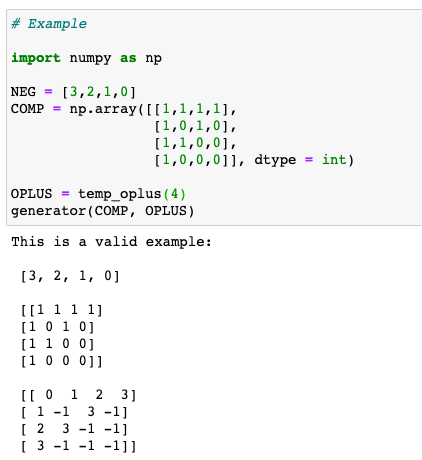 # Example
import numpy as np
NEG = [3,2,1,0]
COMP = np.array([[1,1,1,1],
[1,0,1,0],
[1,1,0,0],
[1,0,0,0]], dtype = int)
OPLUS = temp_oplus(4)
generator(COMP, OPLUS)
This is a valid example:
[3, 2, 1, 0]
[[1 1 1 1]
[1 0 1 0]
[1 1 0 0]
[1 0 0 0]]
[[ 0  1  2  3]
[ 1 -1  3 -1]
[ 2  3 -1 -1]
[ 3 -1 -1 -1]]